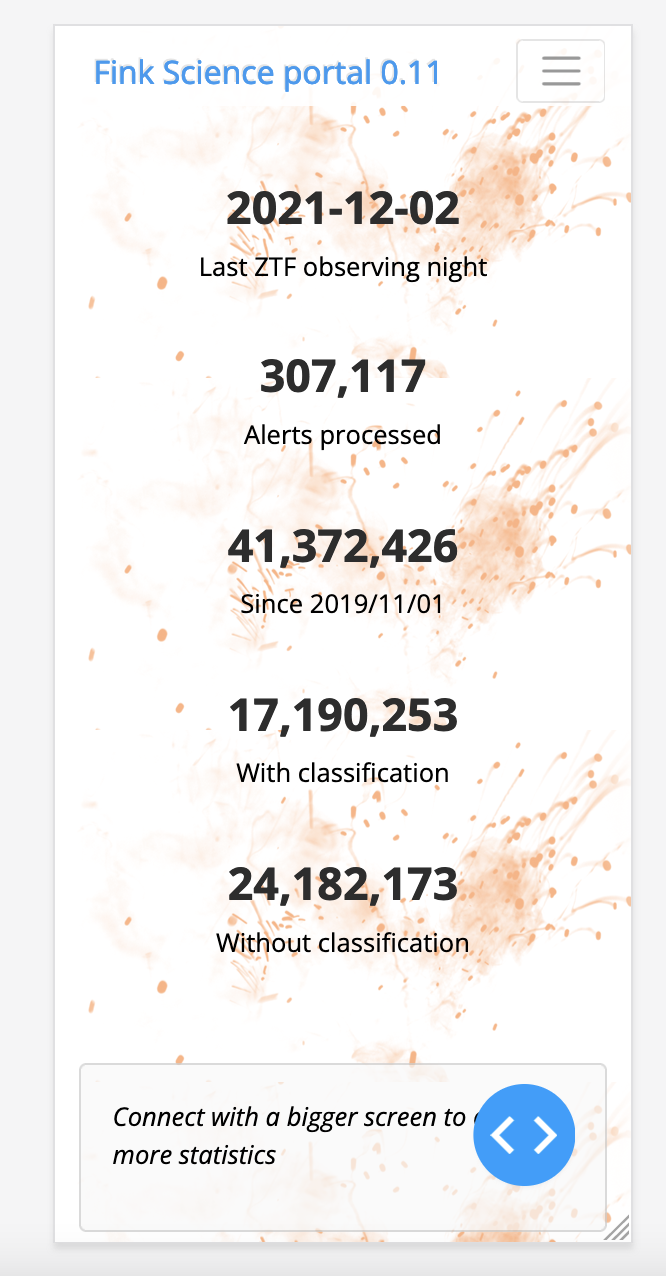 Fink Science portal 0.11
2021-12-02
Last ZTF observing night
307,117
Alerts processed
41,372,426
Since 2019/11/01
17,190,253
With classification
24,182,173
Without classification
Connect with a bigger screen to
more statistics